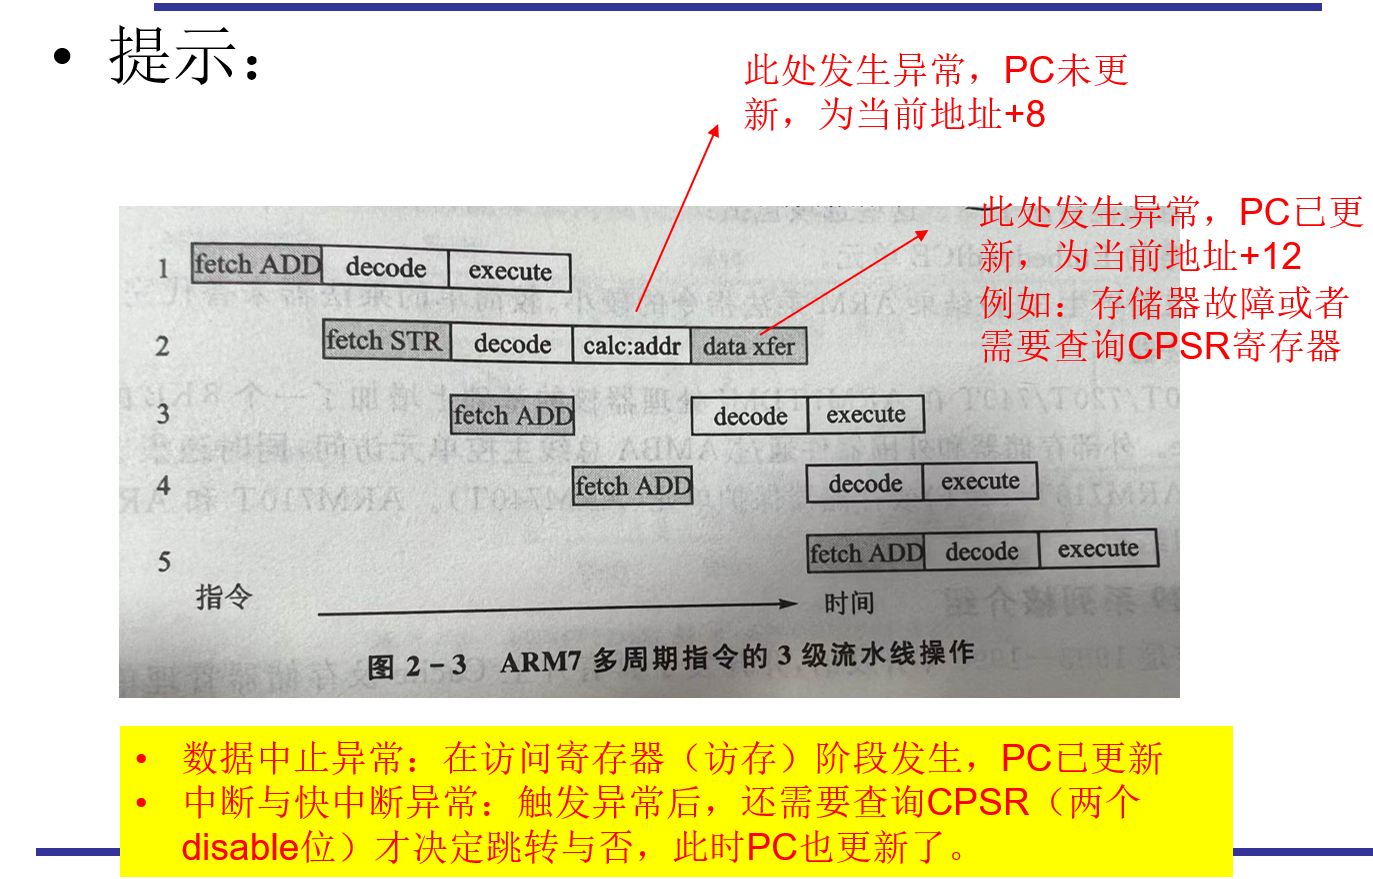 • 提示：
此处发生异常，PC未更
新，为当前地址+8
此处发生异常，PC已更
新，为当前地址+12
例如：存储器故障或者
需要查询CPSR寄存器
1 fetch ADD decode execute
2 fetch STR decode calc:addr data xfer
3 fetch ADD decode execute
4 fetch ADD decode execute
5 fetch ADD decode execute
指令 时间
图 2-3 ARM7 多周期指令的 3 级流水线操作
• 数据中止异常：在访问寄存器（访存）阶段发生，PC已更新
• 中断与快中断异常：触发异常后，还需要查询CPSR（两个
disable位）才决定跳转与否，此时PC也更新了。